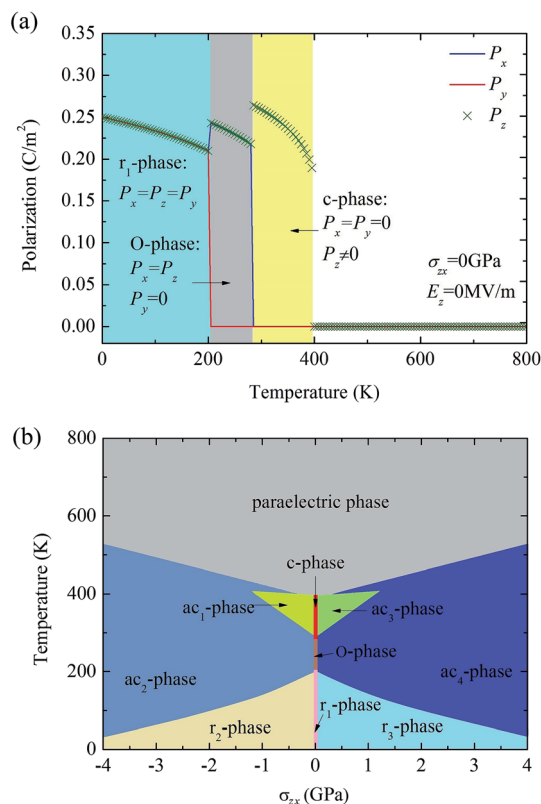 (a)
0.35
0.30
0.25
0.20
0.15
0.10
0.05
0.00
Polarization (C/m²)
Pₓ
P_y
P_z
r₁-phase:
Pₓ=P_z=P_y
O-phase:
Pₓ=P_z
P_y=0
c-phase:
Pₓ=P_y=0
P_z≠0
σ_zx=0GPa
E_z=0MV/m
0 200 400 600 800
Temperature (K)
(b)
800
600
400
200
0
Temperature (K)
paraelectric phase
c-phase
ac₁-phase
ac₃-phase
O-phase
ac₂-phase
ac₄-phase
r₁-phase
r₂-phase
r₃-phase
-4 -3 -2 -1 0 1 2 3 4
σ_zx (GPa)